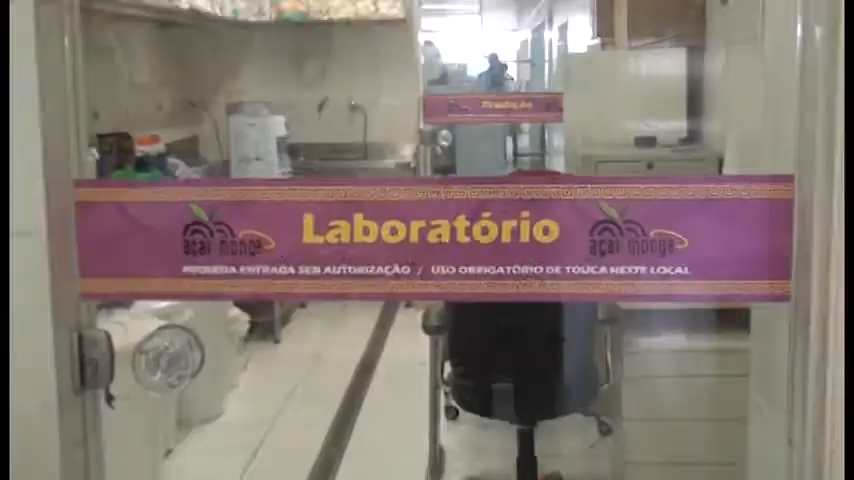 Produção
açaí monge Laboratório açaí monge
PROIBIDA ENTRADA SEM AUTORIZAÇÃO / USO OBRIGATÓRIO DE TOUCA NESTE LOCAL